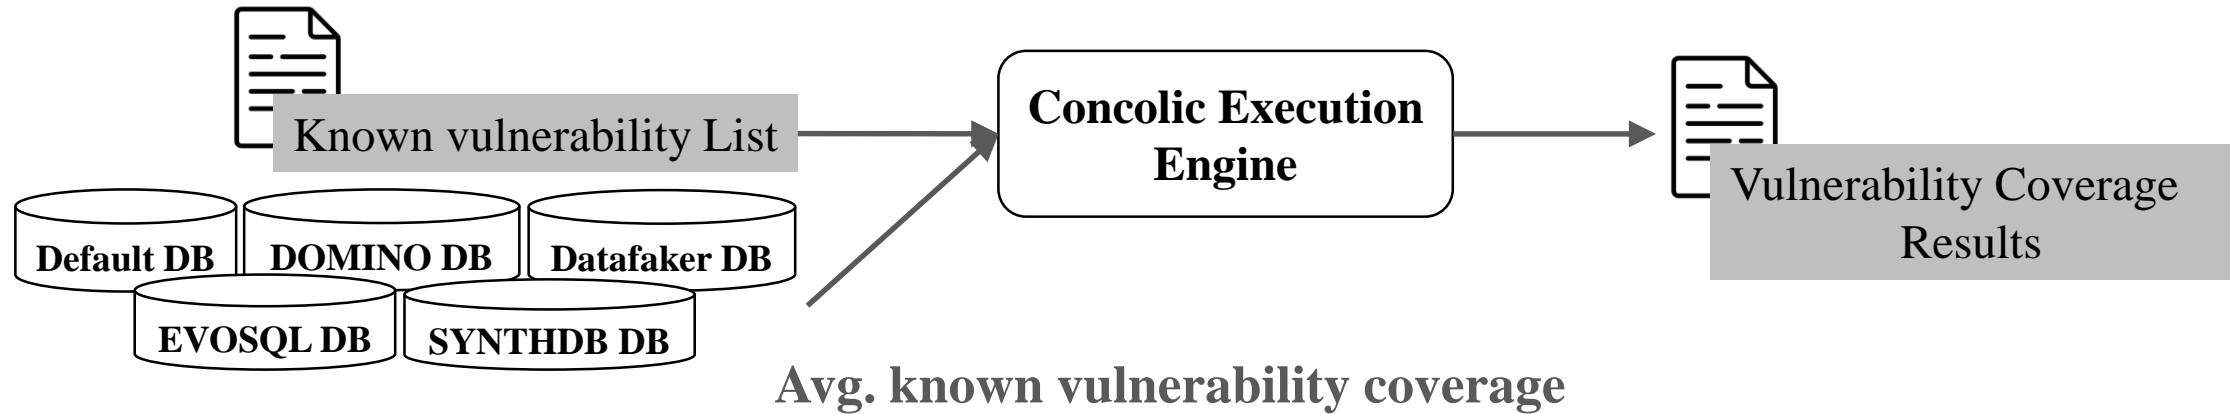 Known vulnerability List
Default DB
DOMINO DB
Datafaker DB
EVOSQL DB
SYNTHDB DB
Concolic Execution
Engine
Vulnerability Coverage
Results
Avg. known vulnerability coverage